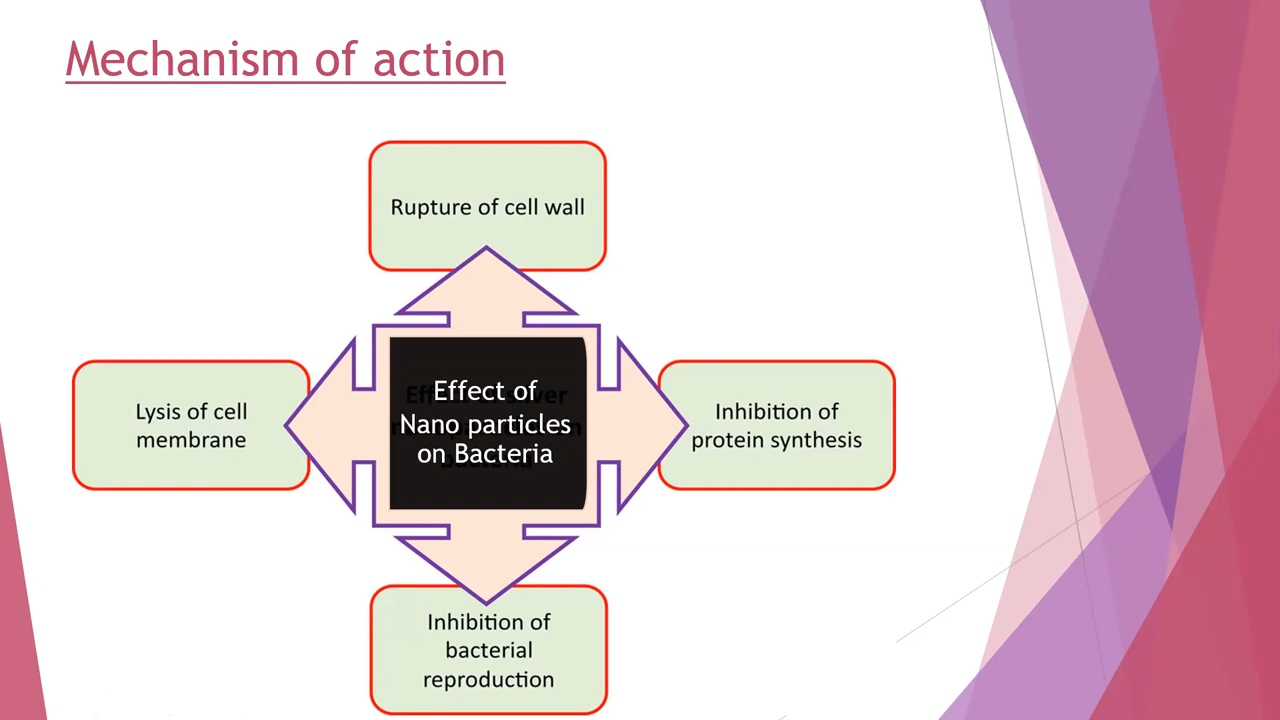 Mechanism of action
Rupture of cell wall
Lysis of cell
membrane
Effect of
Nano particles
on Bacteria
Inhibition of
protein synthesis
Inhibition of
bacterial
reproduction